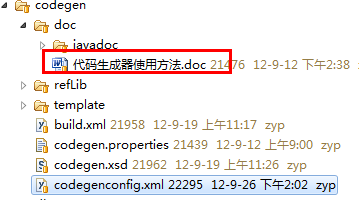 codegen
doc
javadoc
代码生成器使用方法.doc 21476 12-9-12 下午2:38
refLib
template
build.xml 21958 12-9-19 上午11:17 zyp
codegen.properties 21439 12-9-12 上午9:00 zyp
codegen.xsd 21962 12-9-19 上午11:26 zyp
codegenconfig.xml 22295 12-9-26 下午2:02 zyp